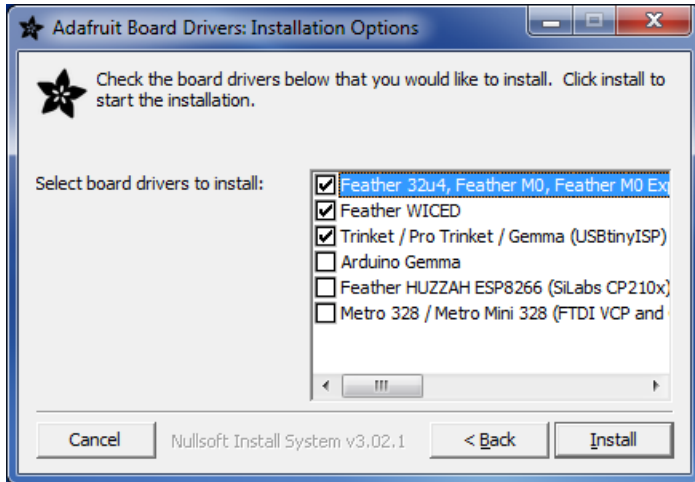 Adafruit Board Drivers: Installation Options
Check the board drivers below that you would like to install. Click install to
start the installation.
Select board drivers to install:
Feather 32u4, Feather M0, Feather M0 Exp
Feather WICED
Trinket / Pro Trinket / Gemma (USBtinyISP)
Arduino Gemma
Feather HUZZAH ESP8266 (SiLabs CP210x)
Metro 328 / Metro Mini 328 (FTDI VCP and
Cancel
Nullsoft Install System v3.02.1
< Back
Install